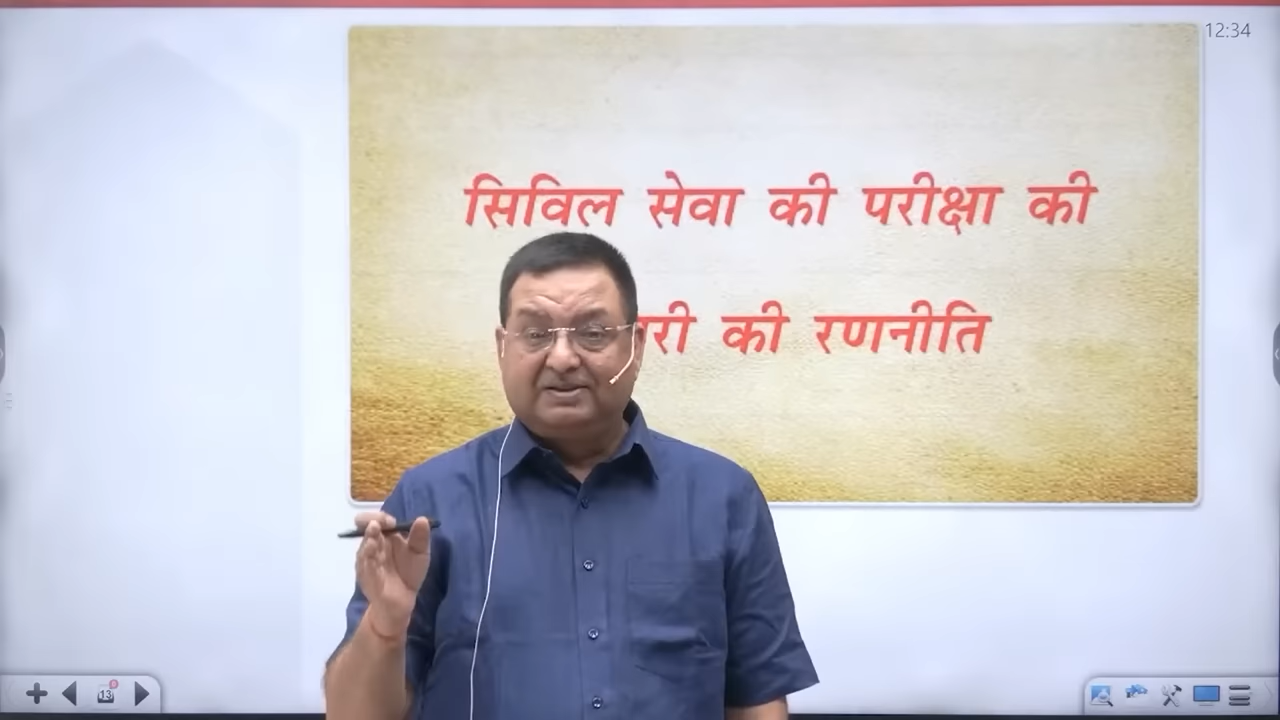 12:34
सिविल सेवा की परीक्षा की
की रणनीति
13